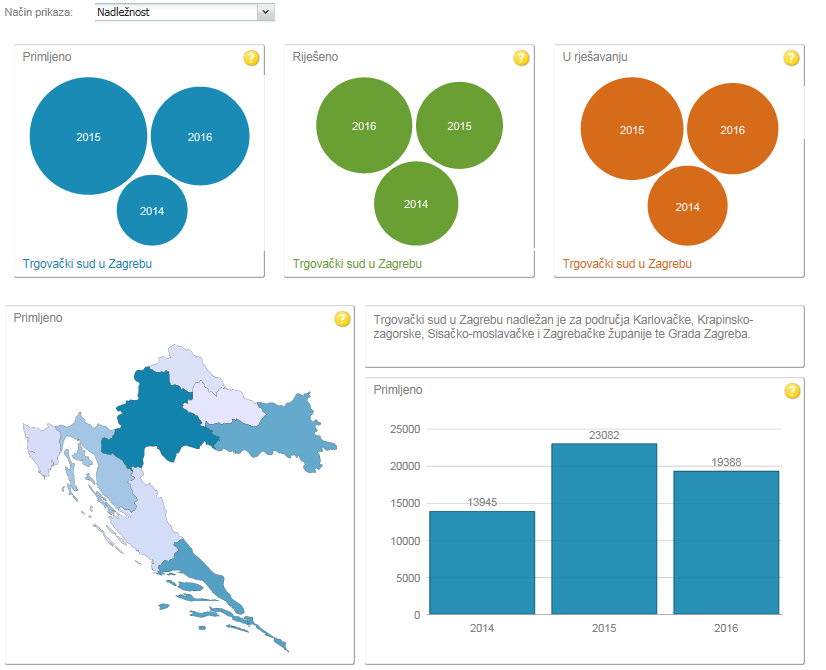 Način prikaza: Nadležnost
Primljeno ?
2015
2016
2014
Trgovački sud u Zagrebu
Riješeno ?
2016
2015
2014
Trgovački sud u Zagrebu
U rješavanju ?
2015
2016
2014
Trgovački sud u Zagrebu
Primljeno ?
Trgovački sud u Zagrebu nadležan je za područja Karlovačke, Krapinsko-
zagorske, Sisačko-moslavačke i Zagrebačke županije te Grada Zagreba.
Primljeno ?
25000
20000
15000
10000
5000
0
13945
23082
19388
2014
2015
2016